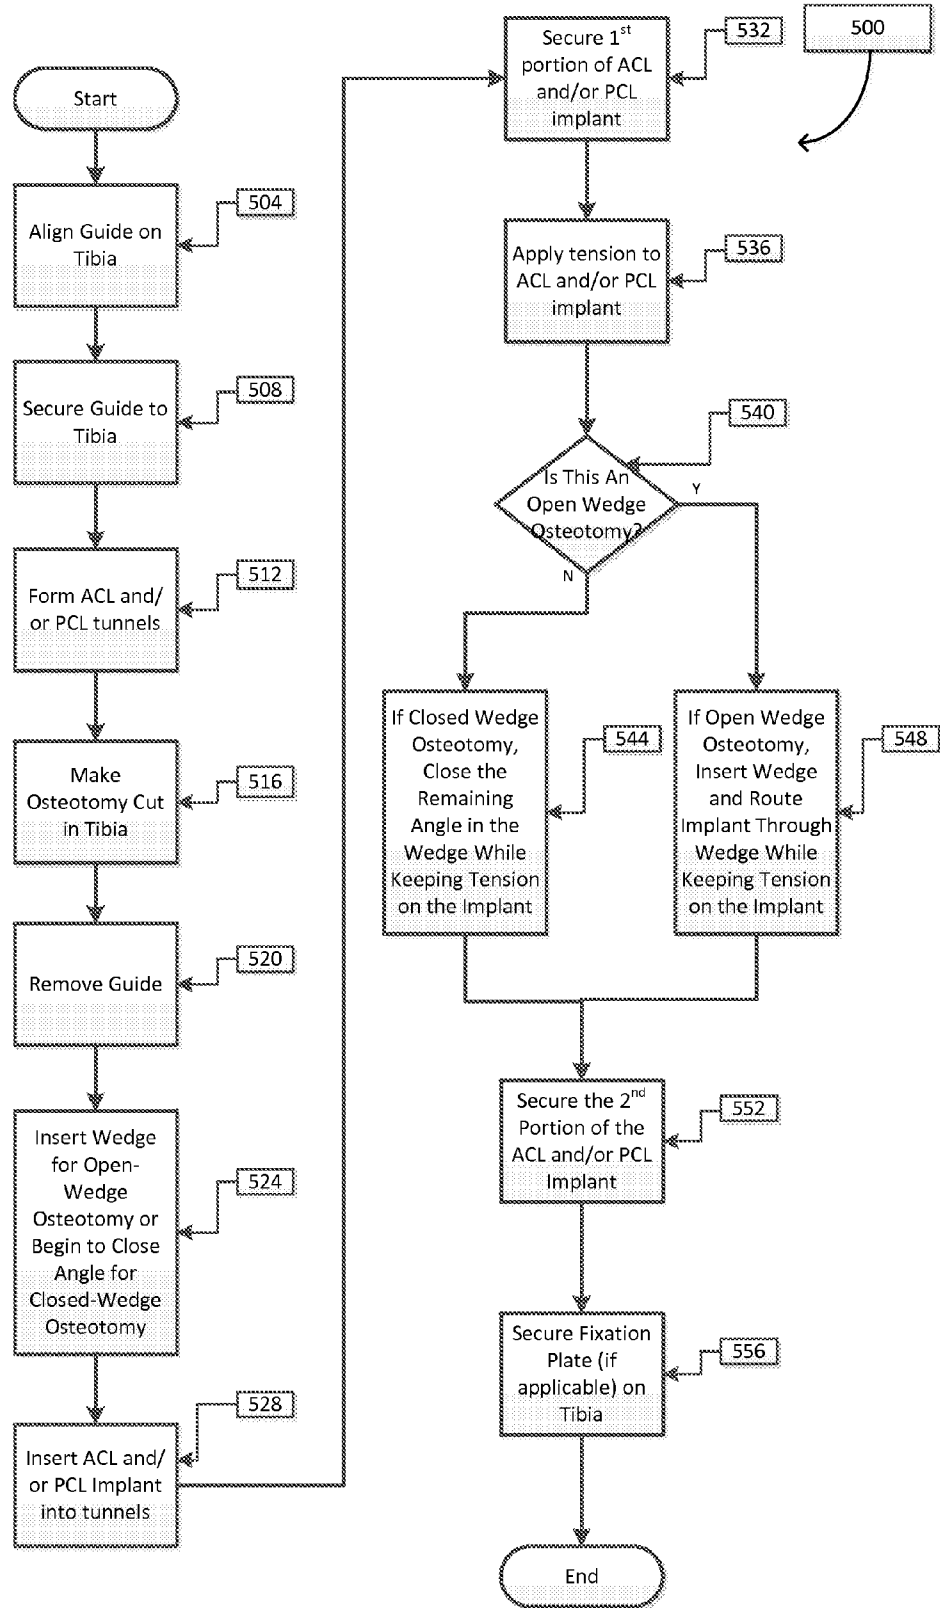 Start
Align Guide on
Tibia
504
Secure Guide to
Tibia
508
Form ACL and/
or PCL tunnels
512
Make
Osteotomy Cut
in Tibia
516
Remove Guide
520
Insert Wedge
for Open-
Wedge
Osteotomy or
Begin to Close
Angle for
Closed-Wedge
Osteotomy
524
Insert ACL and/
or PCL Implant
into tunnels
528
500
Secure 1st
portion of ACL
and/or PCL
implant
532
Apply tension to
ACL and/or PCL
implant
536
Is This An
Open Wedge
Osteotomy?
540
Y
N
If Closed Wedge
Osteotomy,
Close the
Remaining
Angle in the
Wedge While
Keeping Tension
on the Implant
544
If Open Wedge
Osteotomy,
Insert Wedge
and Route
Implant Through
Wedge While
Keeping Tension
on the Implant
548
Secure the 2nd
Portion of the
ACL and/or PCL
Implant
552
Secure Fixation
Plate (if
applicable) on
Tibia
556
End